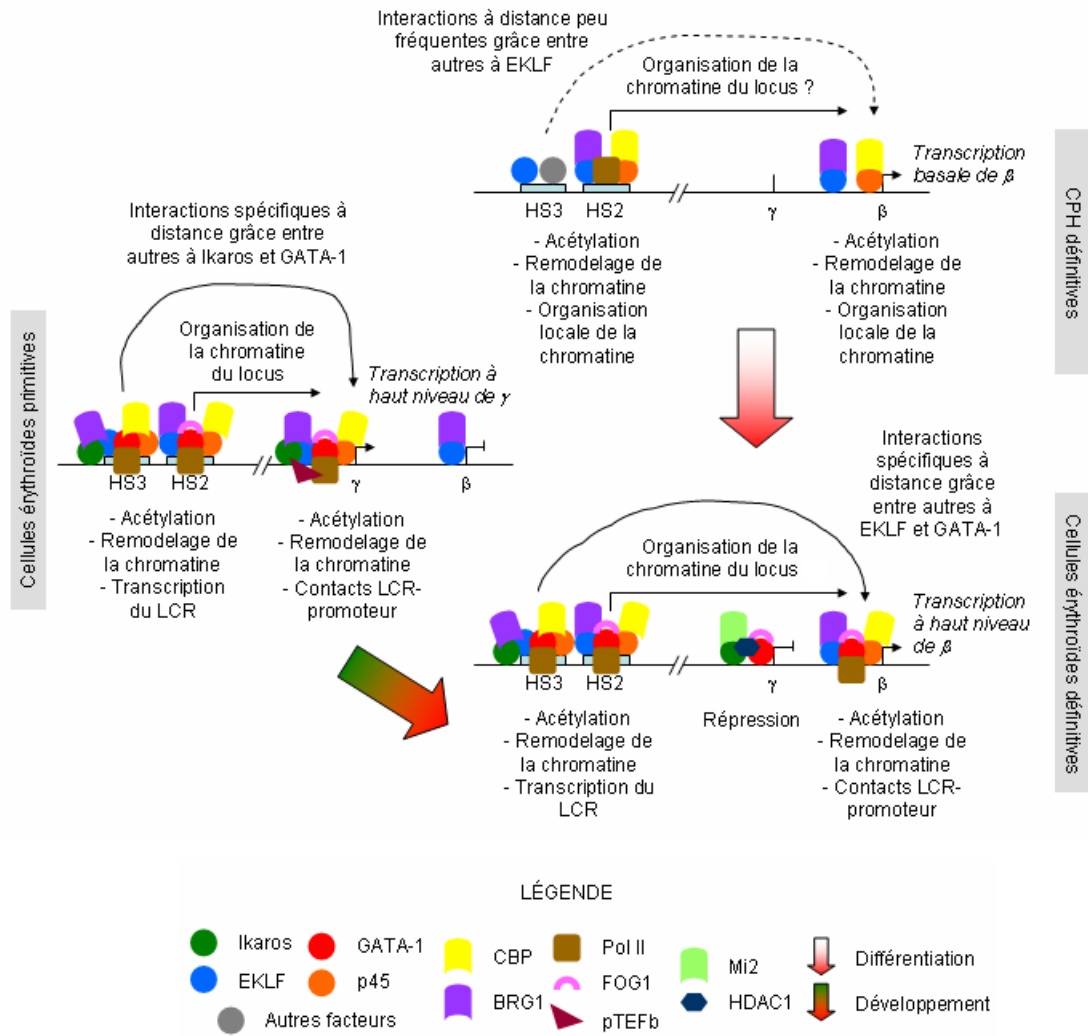 Interactions à distance peu
fréquentes grâce entre
autres à EKLF
Organisation de la
chromatine du locus ?
Transcription
basale de β
HS3
HS2
//
γ
β
- Acétylation
- Remodelage de
la chromatine
- Organisation
locale de la
chromatine
- Acétylation
- Remodelage de
la chromatine
- Organisation
locale de la
chromatine
CPH
définitives
Interactions spécifiques à
distance grâce entre
autres à Ikaros et GATA-1
Organisation de
la chromatine
du locus
Transcription à
haut niveau de γ
Cellules érythroïdes primitives
HS3
HS2
//
γ
β
- Acétylation
- Remodelage de
la chromatine
- Transcription
du LCR
- Acétylation
- Remodelage de
la chromatine
- Contacts LCR-
promoteur
Interactions
spécifiques à
distance grâce
entre autres à
EKLF et GATA-1
Organisation de la
chromatine du locus
Transcription
à haut niveau
de β
HS3
HS2
//
γ
β
- Acétylation
- Remodelage de
la chromatine
- Transcription du
LCR
Répression
- Acétylation
- Remodelage de
la chromatine
- Contacts LCR-
promoteur
Cellules érythroïdes
définitives
LÉGENDE
Ikaros
GATA-1
CBP
Pol II
Mi2
Différentiation
EKLF
p45
BRG1
FOG1
HDAC1
Développement
Autres facteurs
pTEFb